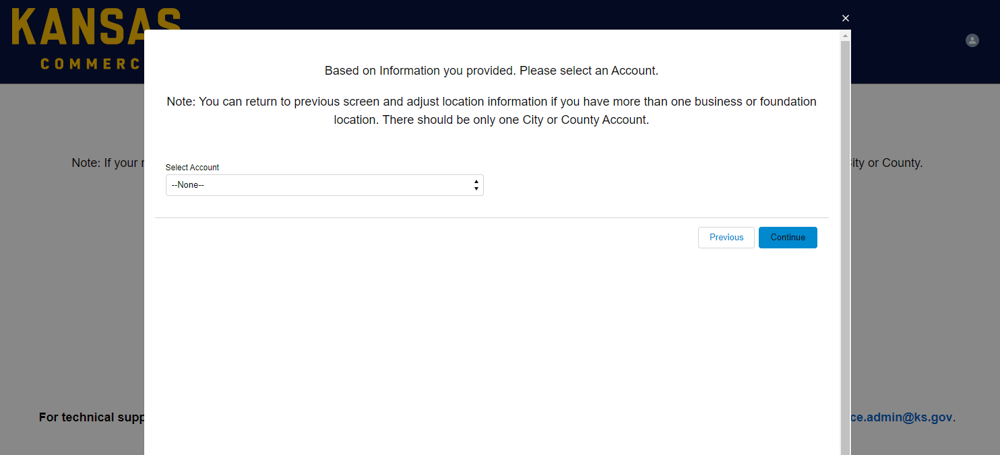 KANSAS
COMMERC
Based on Information you provided. Please select an Account.
Note: You can return to previous screen and adjust location information if you have more than one business or foundation
location. There should be only one City or County Account.
Note: If your
ity or County.
Select Account
--None--
Previous
Continue
For technical supp
ce.admin@ks.gov.